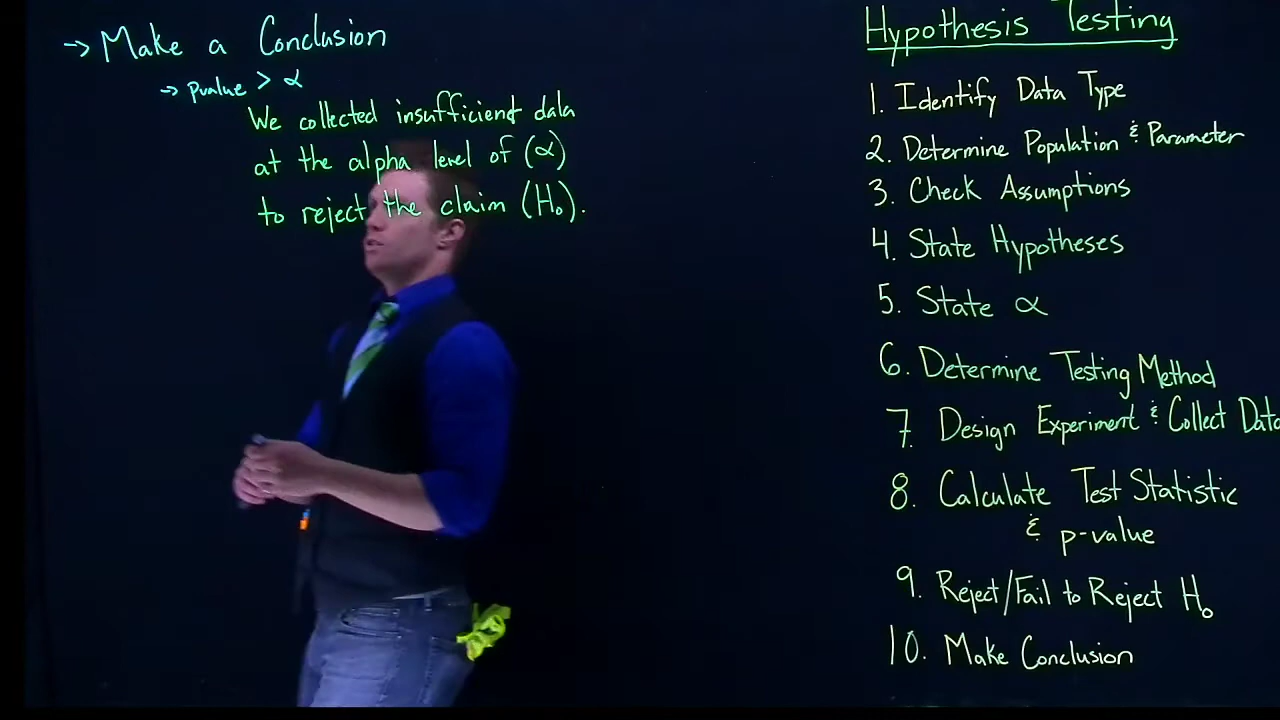 → Make a Conclusion
→ pvalue > α
We collected insufficient data
at the alpha level of (α)
to reject the claim (H₀).
Hypothesis Testing
1. Identify Data Type
2. Determine Population & Parameter
3. Check Assumptions
4. State Hypotheses
5. State α
6. Determine Testing Method
7. Design Experiment & Collect Data
8. Calculate Test Statistic
& p-value
9. Reject/Fail to Reject H₀
10. Make Conclusion